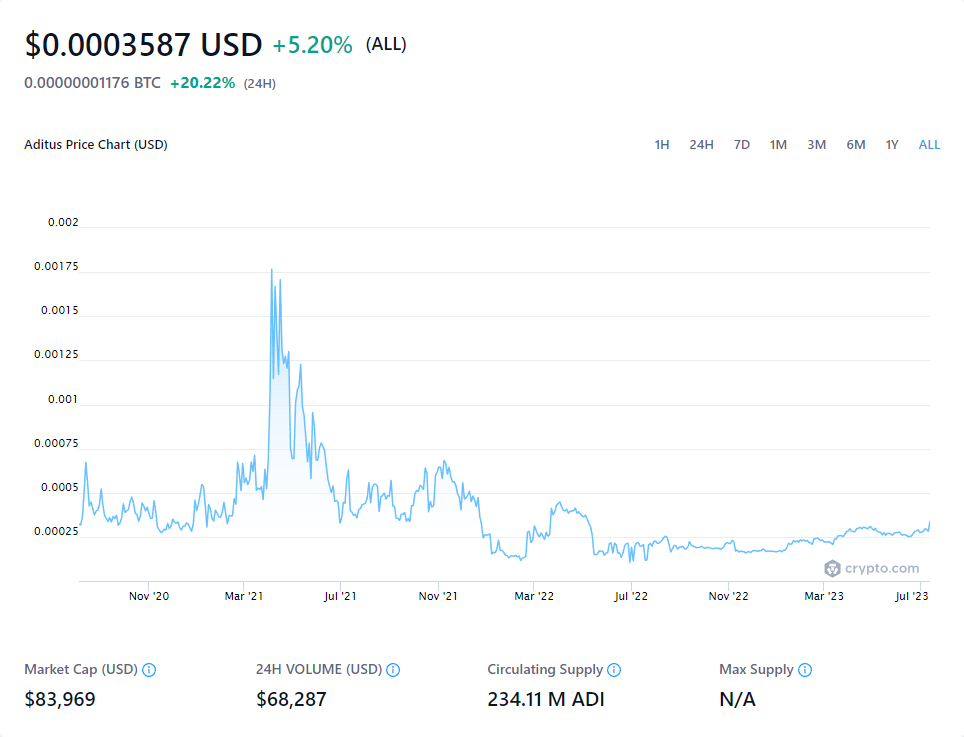 $0.0003587 USD +5.20% (ALL)
0.00000001176 BTC +20.22% (24H)
Aditus Price Chart (USD) 1H 24H 7D 1M 3M 6M 1Y ALL
0.002
0.00175
0.0015
0.00125
0.001
0.00075
0.0005
0.00025
crypto.com
Nov '20 Mar '21 Jul '21 Nov '21 Mar '22 Jul '22 Nov '22 Mar '23 Jul '23
Market Cap (USD) 24H VOLUME (USD) Circulating Supply Max Supply
$83,969 $68,287 234.11 M ADI N/A